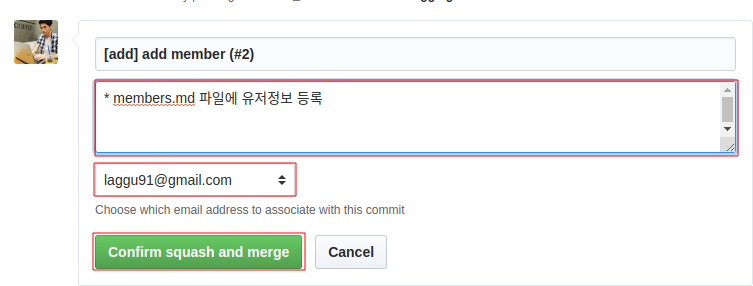 [add] add member (#2)
* members.md 파일에 유저정보 등록
laggu91@gmail.com
Choose which email address to associate with this commit
Confirm squash and merge
Cancel